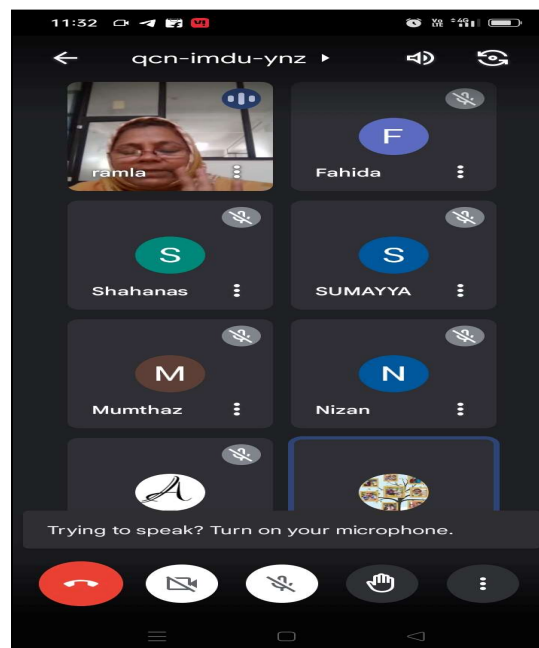 11:32
qcn-imdu-ynz
ramla
F
Fahida
S
Shahanas
S
SUMAYYA
M
Mumthaz
N
Nizan
A
Trying to speak? Turn on your microphone.